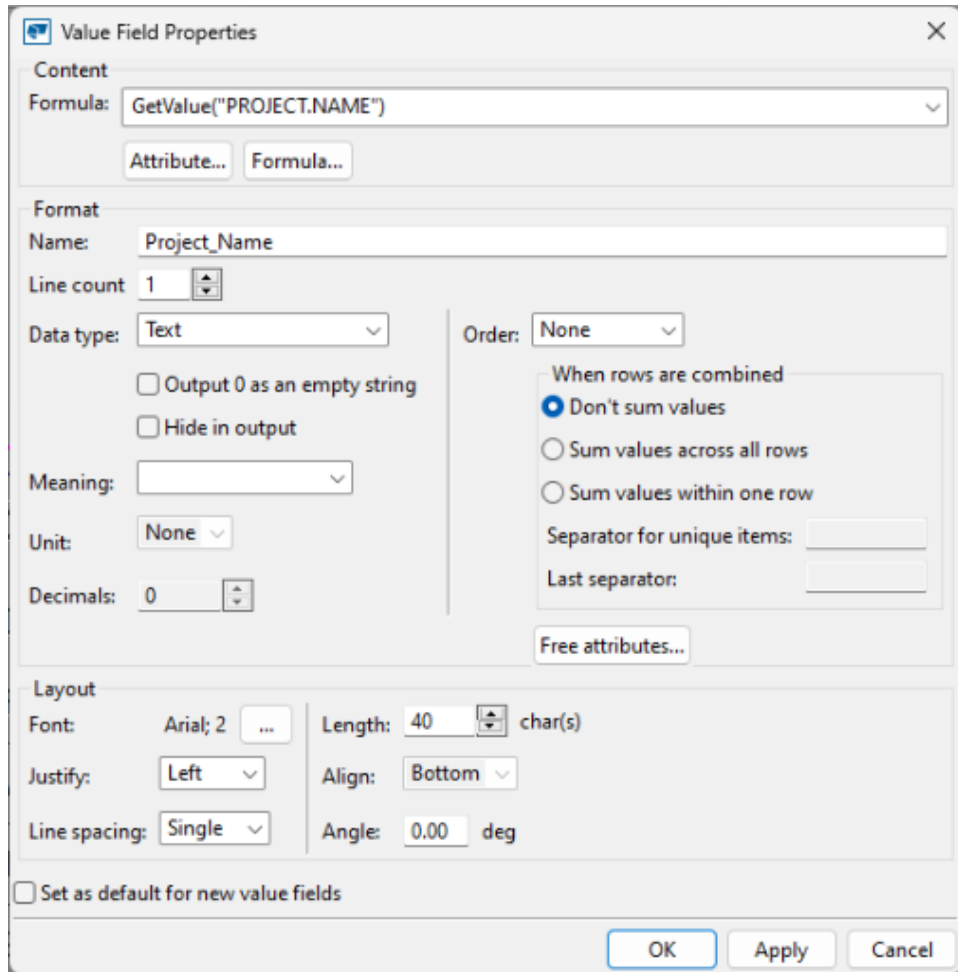 Value Field Properties
Content
Formula: GetValue("PROJECT.NAME")
Attribute... Formula...
Format
Name: Project_Name
Line count 1
Data type: Text Order: None
Output 0 as an empty string
Hide in output
When rows are combined
Don't sum values
Sum values across all rows
Sum values within one row
Separator for unique items:
Last separator:
Meaning:
Unit: None
Decimals: 0
Free attributes...
Layout
Font: Arial; 2 ... Length: 40 char(s)
Justify: Left Align: Bottom
Line spacing: Single Angle: 0.00 deg
Set as default for new value fields
OK Apply Cancel